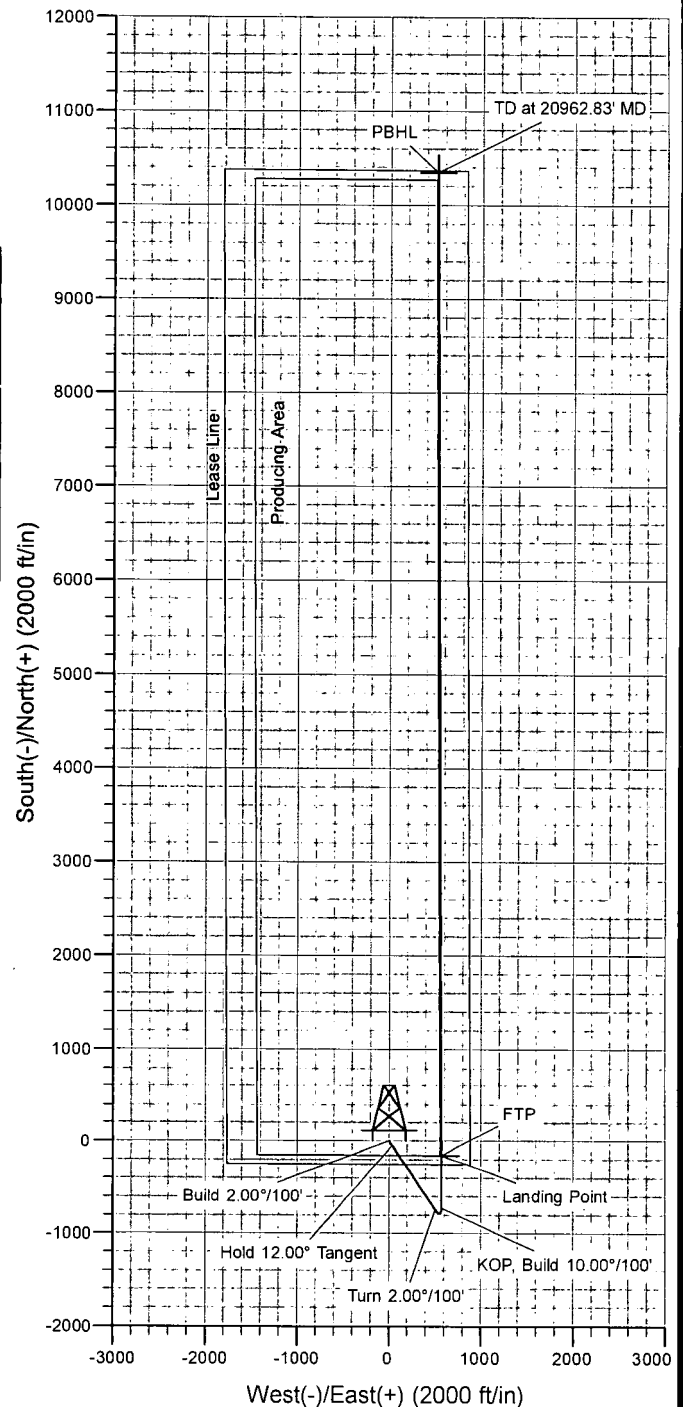 12000
11000
10000
9000
8000
7000
6000
5000
4000
3000
2000
1000
0
-1000
-2000
South(-)/North(+) (2000 ft/in)
TD at 20962.83' MD
PBHL
Lease Line
Producing Area
FTP
Landing Point
Build 2.00°/100'
Hold 12.00° Tangent
KOP, Build 10.00°/100'
Turn 2.00°/100'
-3000
-2000
-1000
0
1000
2000
3000
West(-)/East(+) (2000 ft/in)